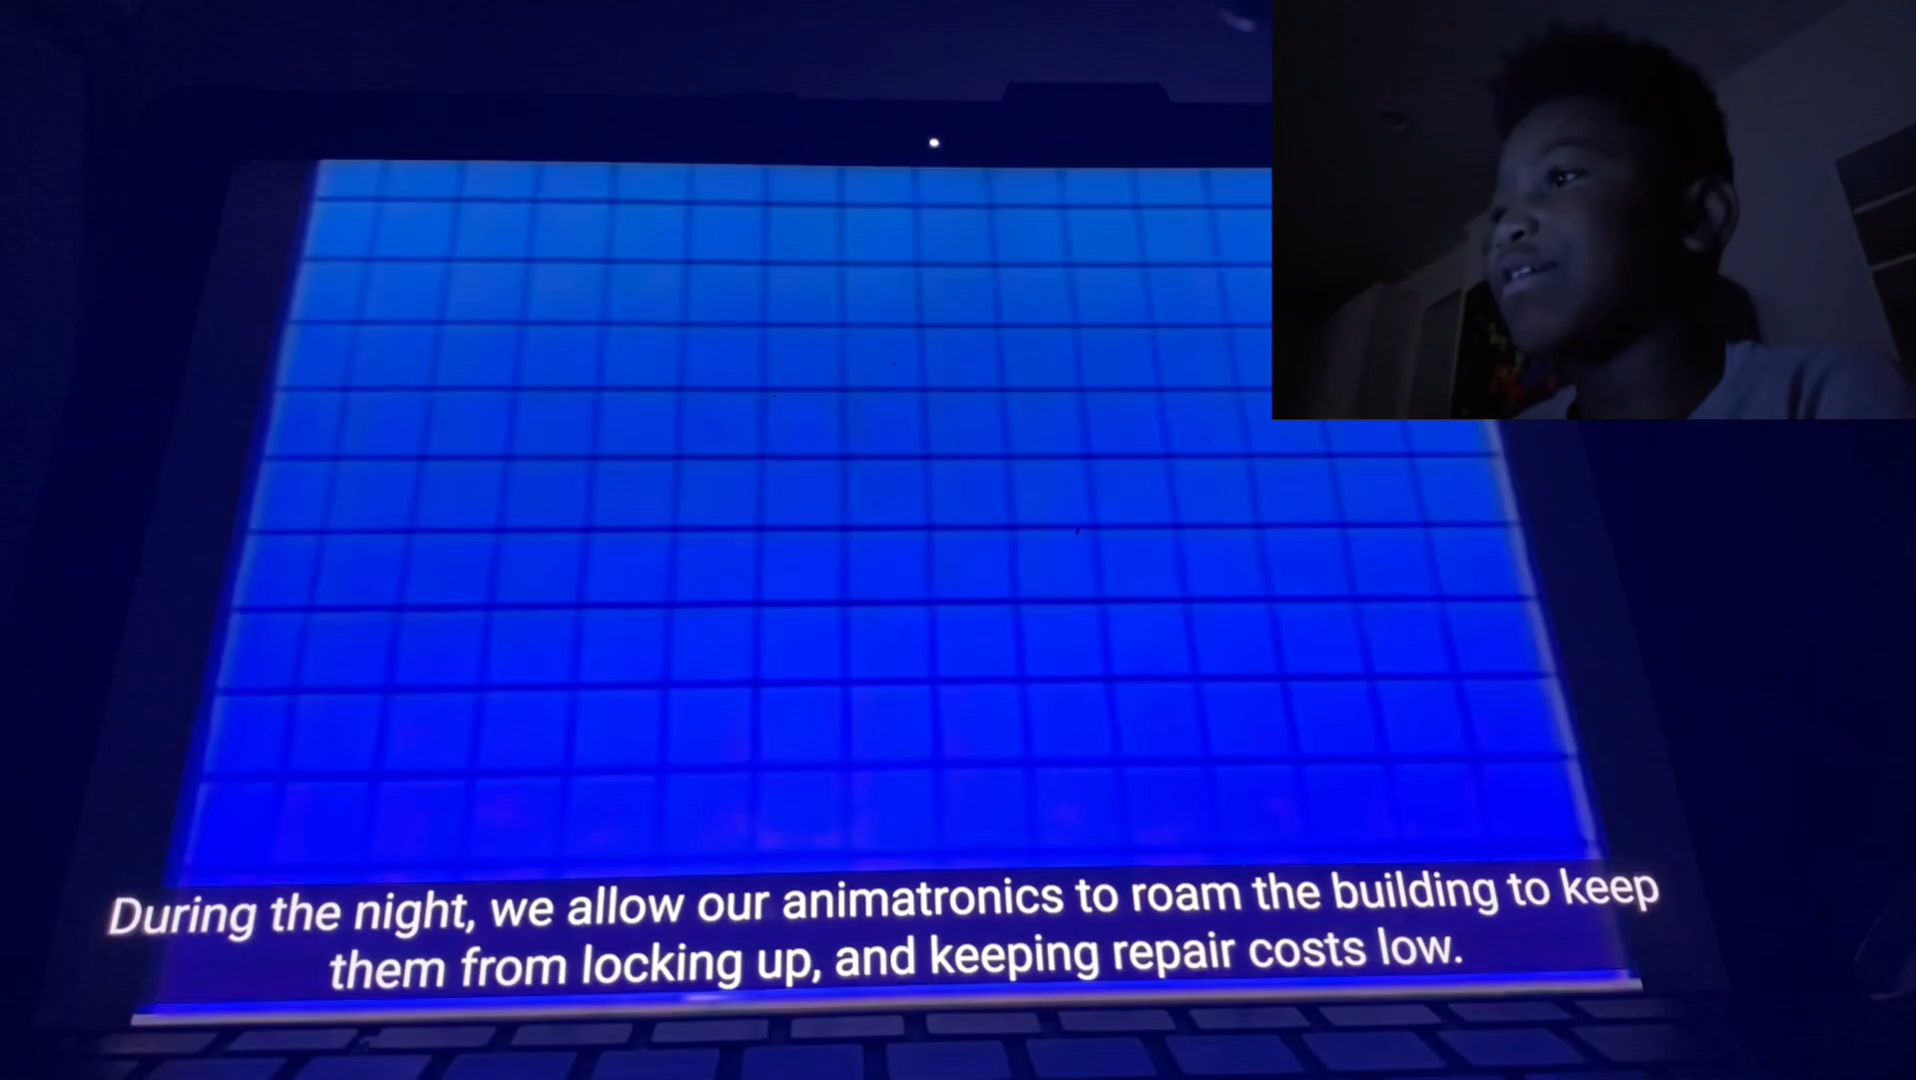 During the night, we allow our animatronics to roam the building to keep
them from locking up, and keeping repair costs low.